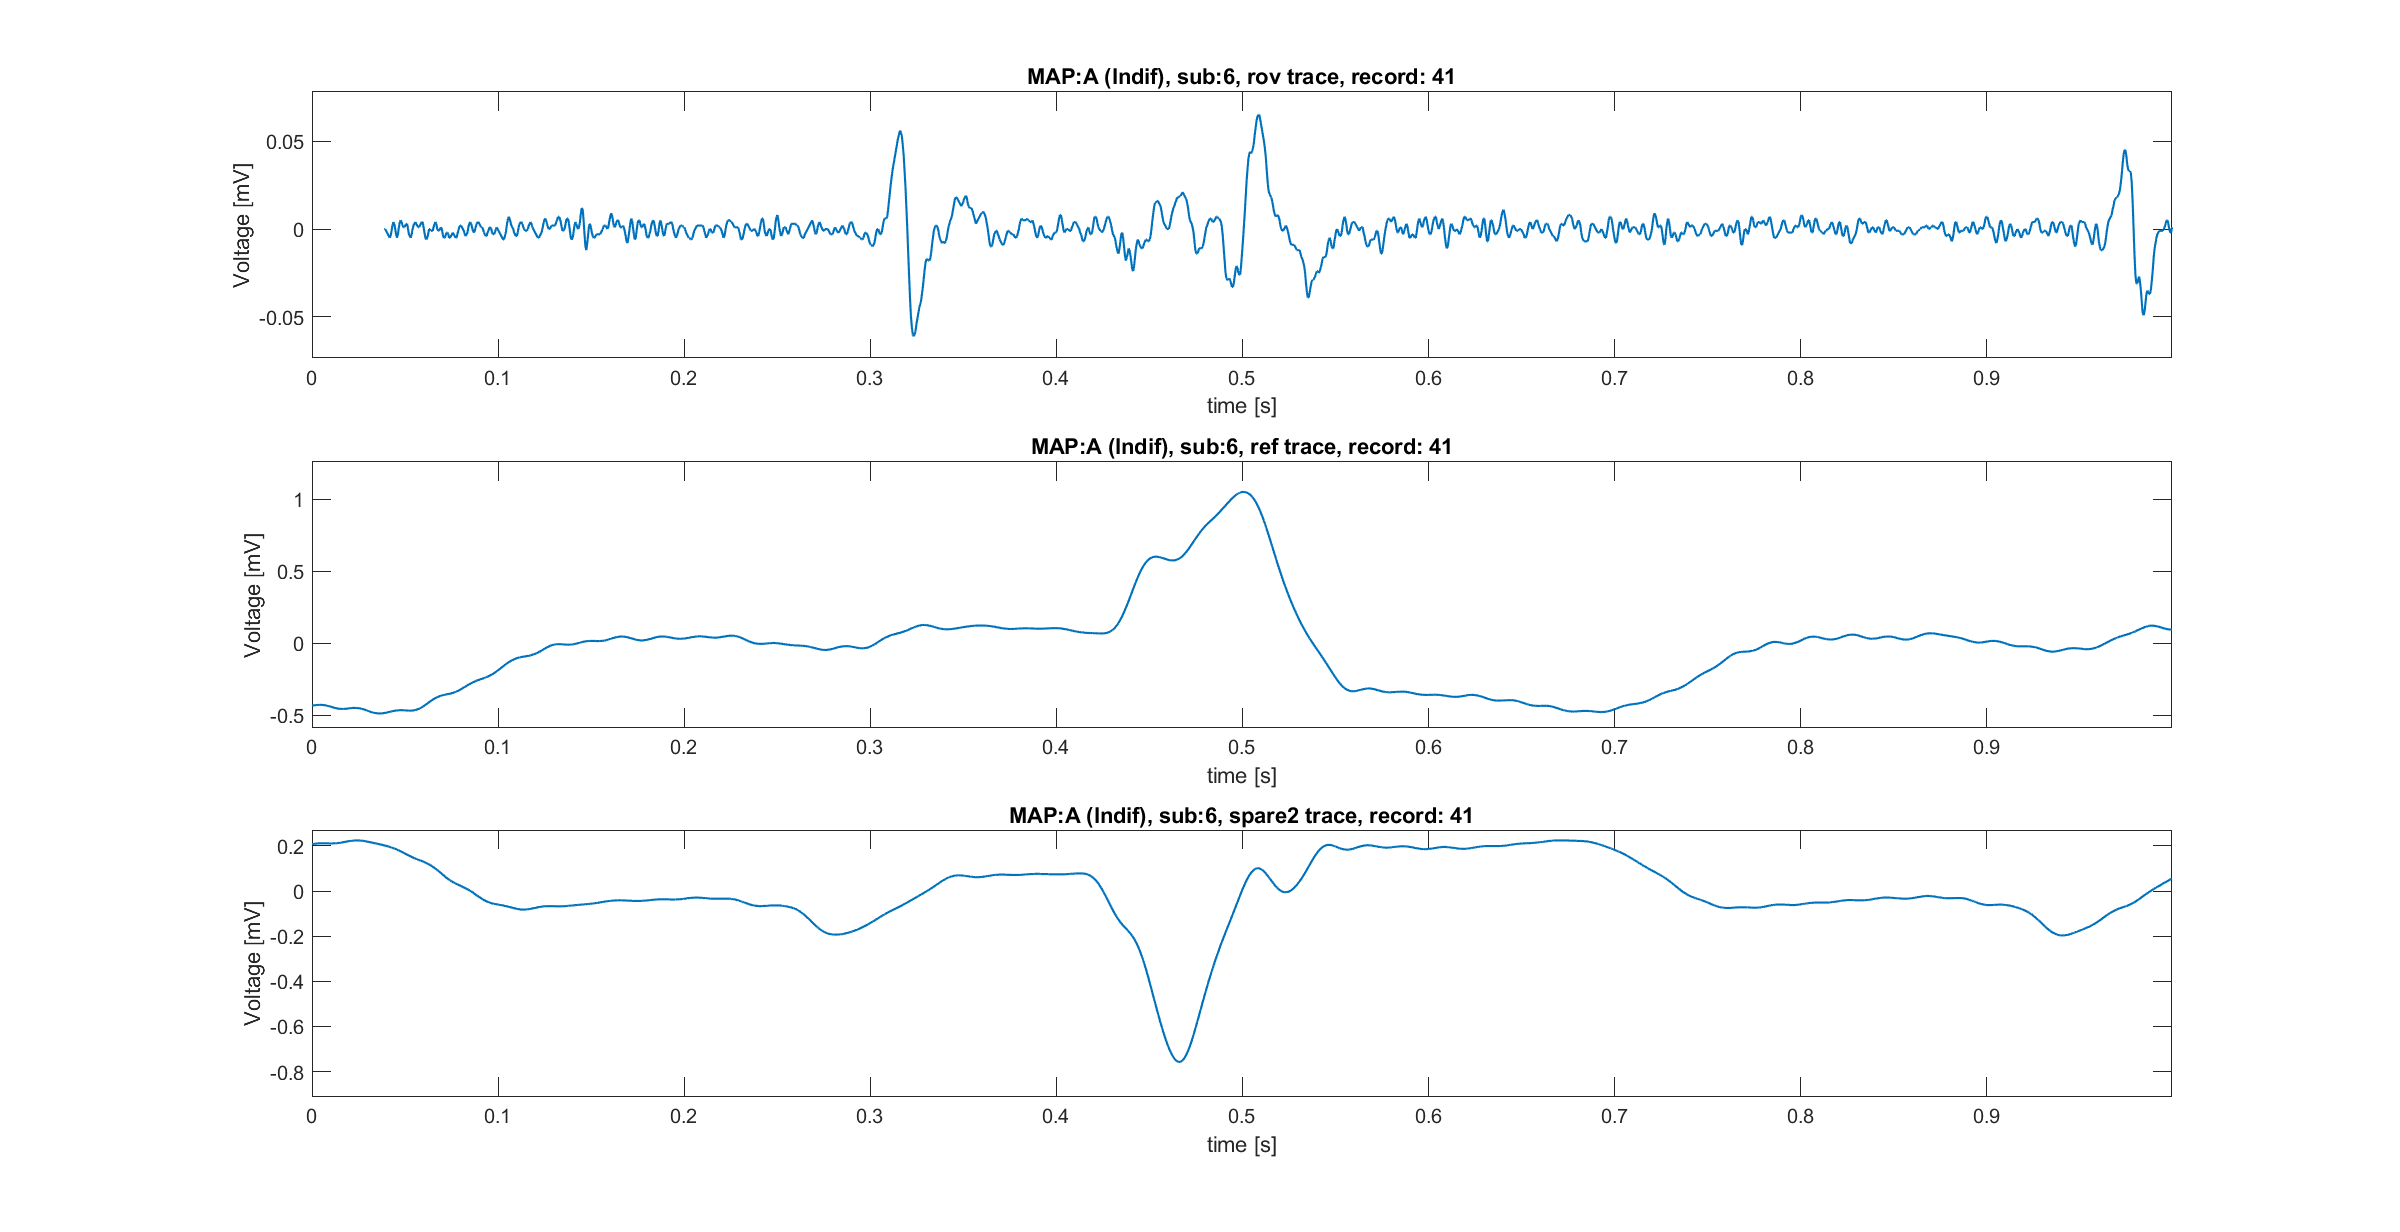 MAP:A (Indif), sub:6, rov trace, record: 41
Voltage [mV]
0.05
0
-0.05
0 0.1 0.2 0.3 0.4 0.5 0.6 0.7 0.8 0.9
time [s]
MAP:A (Indif), sub:6, ref trace, record: 41
Voltage [mV]
1
0.5
0
-0.5
0 0.1 0.2 0.3 0.4 0.5 0.6 0.7 0.8 0.9
time [s]
MAP:A (Indif), sub:6, spare2 trace, record: 41
Voltage [mV]
0.2
0
-0.2
-0.4
-0.6
-0.8
0 0.1 0.2 0.3 0.4 0.5 0.6 0.7 0.8 0.9
time [s]